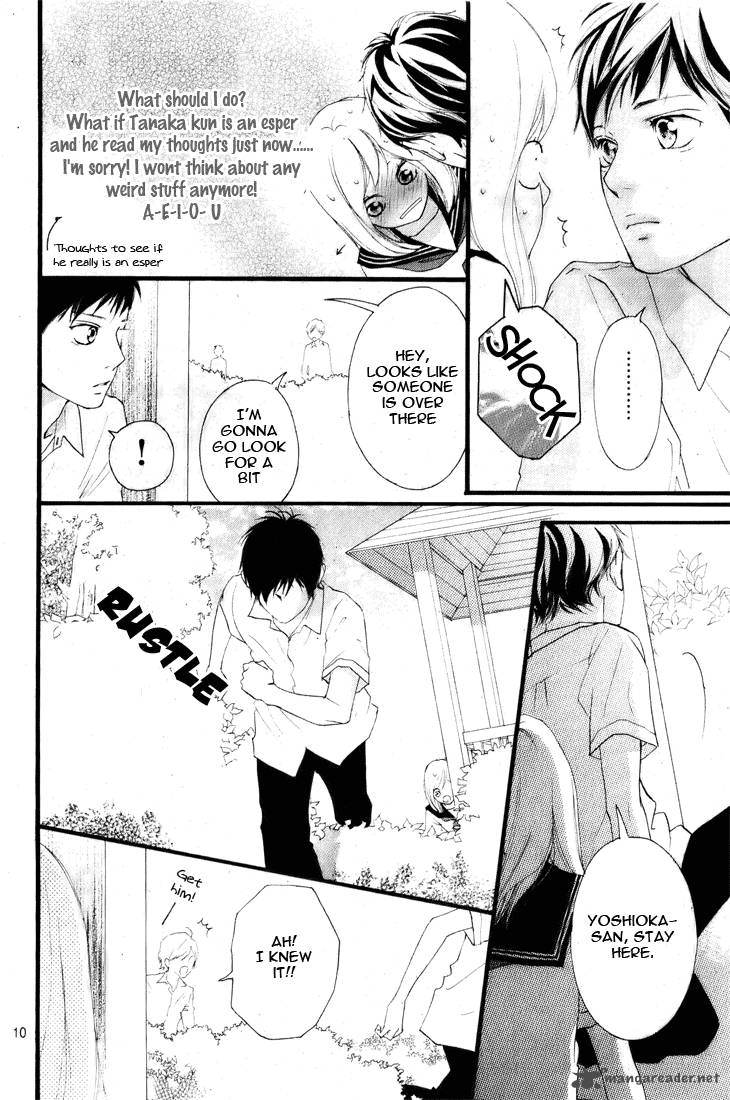 .........
SHOCK
What should I do?
What if Tanaka kun is an esper
and he read my thoughts just now......
I'm sorry! I wont think about any
weird stuff anymore!
A-E-I-O- U
Thoughts to see if
he really is an esper
HEY,
LOOKS LIKE
SOMEONE
IS OVER
THERE
I'M
GONNA
GO LOOK
FOR A
BIT
!
YOSHIOKA-
SAN, STAY
HERE.
RUSTLE
AH!
I KNEW
IT!!
Get
him!
10
mangareader.net